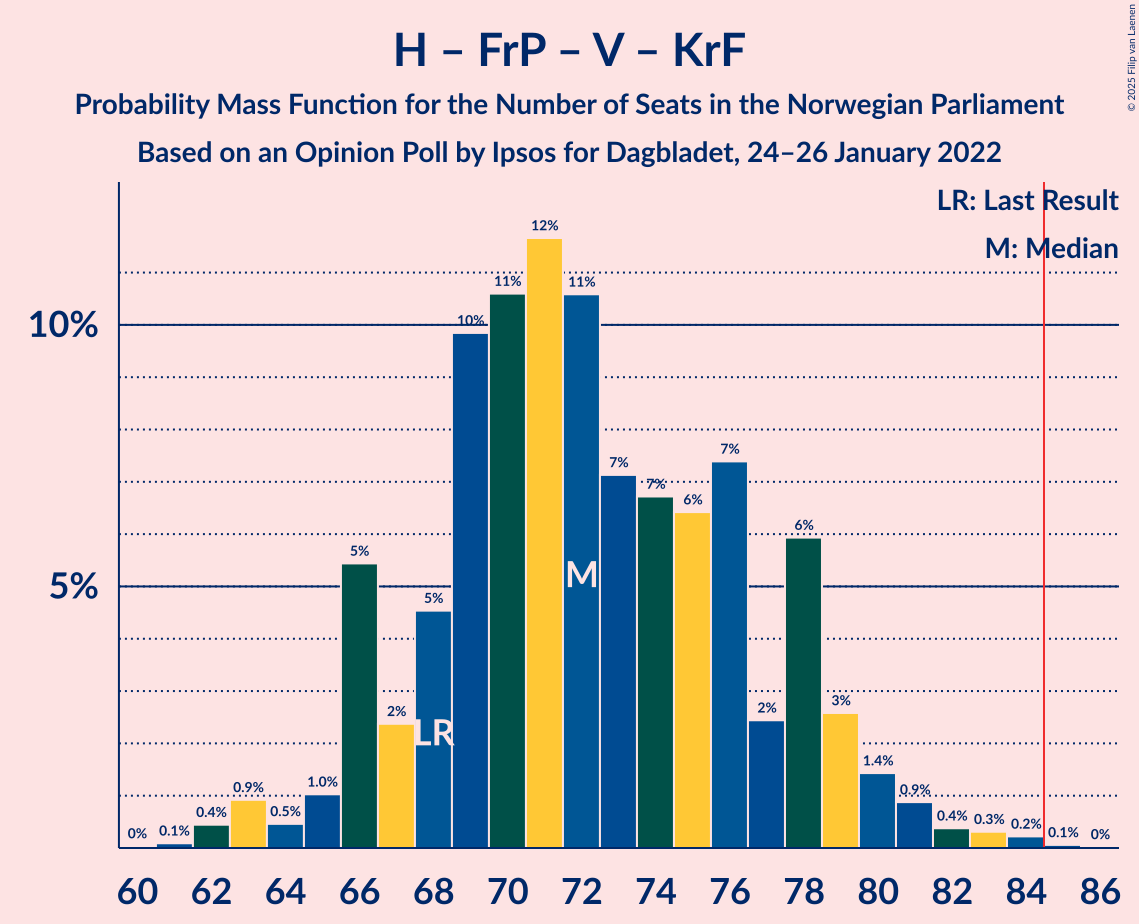 H – FrP – V – KrF
Probability Mass Function for the Number of Seats in the Norwegian Parliament
Based on an Opinion Poll by Ipsos for Dagbladet, 24–26 January 2022
© 2025 Filip van Laenen
LR: Last Result
M: Median
10%
5%
0% 0.1% 0.4% 0.9% 0.5% 1.0% 5% 2% 5% 10% 11% 12% 11% 7% 7% 6% 7% 2% 6% 3% 1.4% 0.9% 0.4% 0.3% 0.2% 0.1% 0%
M
LR
60 62 64 66 68 70 72 74 76 78 80 82 84 86